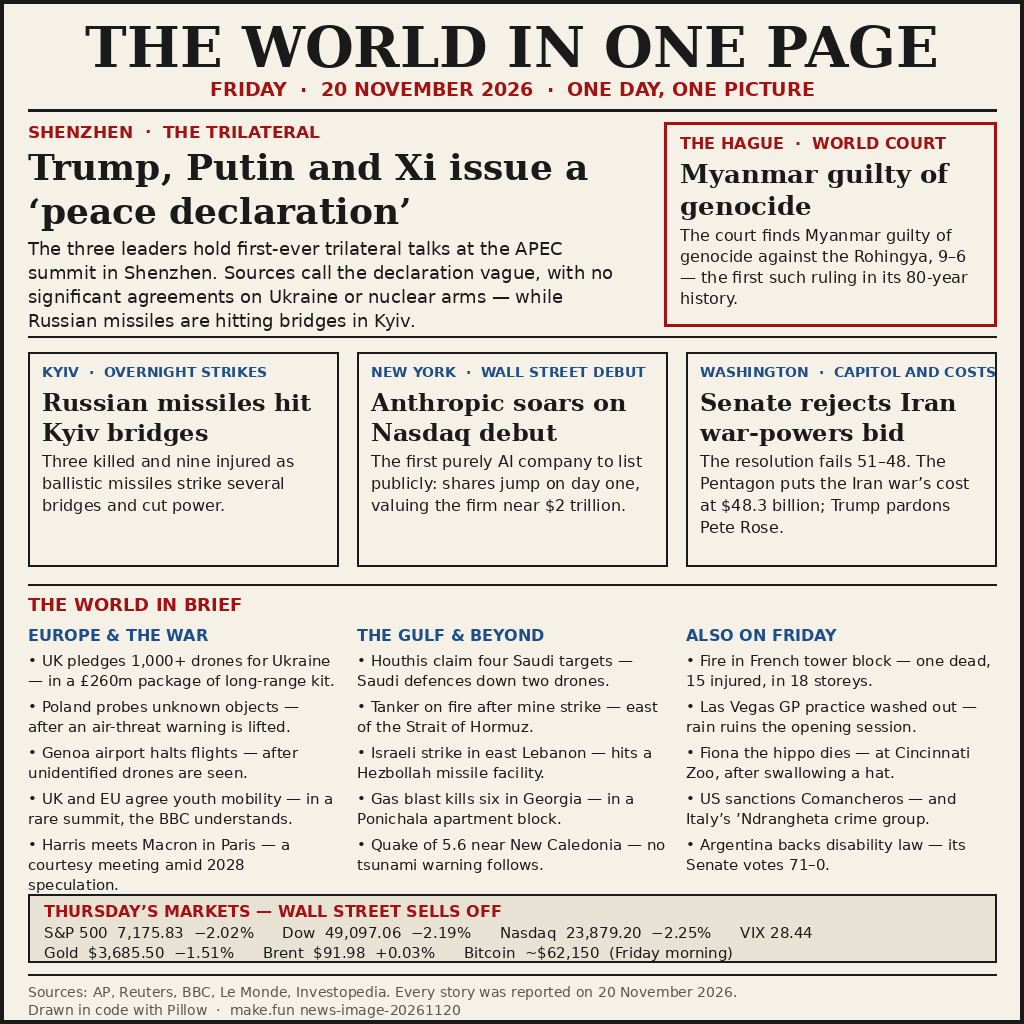 THE WORLD IN ONE PAGE
FRIDAY · 20 NOVEMBER 2026 · ONE DAY, ONE PICTURE
SHENZHEN · THE TRILATERAL
Trump, Putin and Xi issue a
‘peace declaration’
The three leaders hold first-ever trilateral talks at the APEC
summit in Shenzhen. Sources call the declaration vague, with no
significant agreements on Ukraine or nuclear arms — while
Russian missiles are hitting bridges in Kyiv.
THE HAGUE · WORLD COURT
Myanmar guilty of
genocide
The court finds Myanmar guilty of
genocide against the Rohingya, 9–6
— the first such ruling in its 80-year
history.
KYIV · OVERNIGHT STRIKES
Russian missiles hit
Kyiv bridges
Three killed and nine injured as
ballistic missiles strike several
bridges and cut power.
NEW YORK · WALL STREET DEBUT
Anthropic soars on
Nasdaq debut
The first purely AI company to list
publicly: shares jump on day one,
valuing the firm near $2 trillion.
WASHINGTON · CAPITOL AND COSTS
Senate rejects Iran
war-powers bid
The resolution fails 51–48. The
Pentagon puts the Iran war’s cost
at $48.3 billion; Trump pardons
Pete Rose.
THE WORLD IN BRIEF
EUROPE & THE WAR
• UK pledges 1,000+ drones for Ukraine
— in a £260m package of long-range kit.
• Poland probes unknown objects —
after an air-threat warning is lifted.
• Genoa airport halts flights — after
unidentified drones are seen.
• UK and EU agree youth mobility — in a
rare summit, the BBC understands.
• Harris meets Macron in Paris — a
courtesy meeting amid 2028
speculation.
THE GULF & BEYOND
• Houthis claim four Saudi targets —
Saudi defences down two drones.
• Tanker on fire after mine strike — east
of the Strait of Hormuz.
• Israeli strike in east Lebanon — hits a
Hezbollah missile facility.
• Gas blast kills six in Georgia — in a
Ponichala apartment block.
• Quake of 5.6 near New Caledonia — no
tsunami warning follows.
ALSO ON FRIDAY
• Fire in French tower block — one dead,
15 injured, in 18 storeys.
• Las Vegas GP practice washed out —
rain ruins the opening session.
• Fiona the hippo dies — at Cincinnati
Zoo, after swallowing a hat.
• US sanctions Comancheros — and
Italy’s ’Ndrangheta crime group.
• Argentina backs disability law — its
Senate votes 71–0.
THURSDAY’S MARKETS — WALL STREET SELLS OFF
S&P 500 7,175.83 −2.02% Dow 49,097.06 −2.19% Nasdaq 23,879.20 −2.25% VIX 28.44
Gold $3,685.50 −1.51% Brent $91.98 +0.03% Bitcoin ~$62,150 (Friday morning)
Sources: AP, Reuters, BBC, Le Monde, Investopedia. Every story was reported on 20 November 2026.
Drawn in code with Pillow · make.fun news-image-20261120